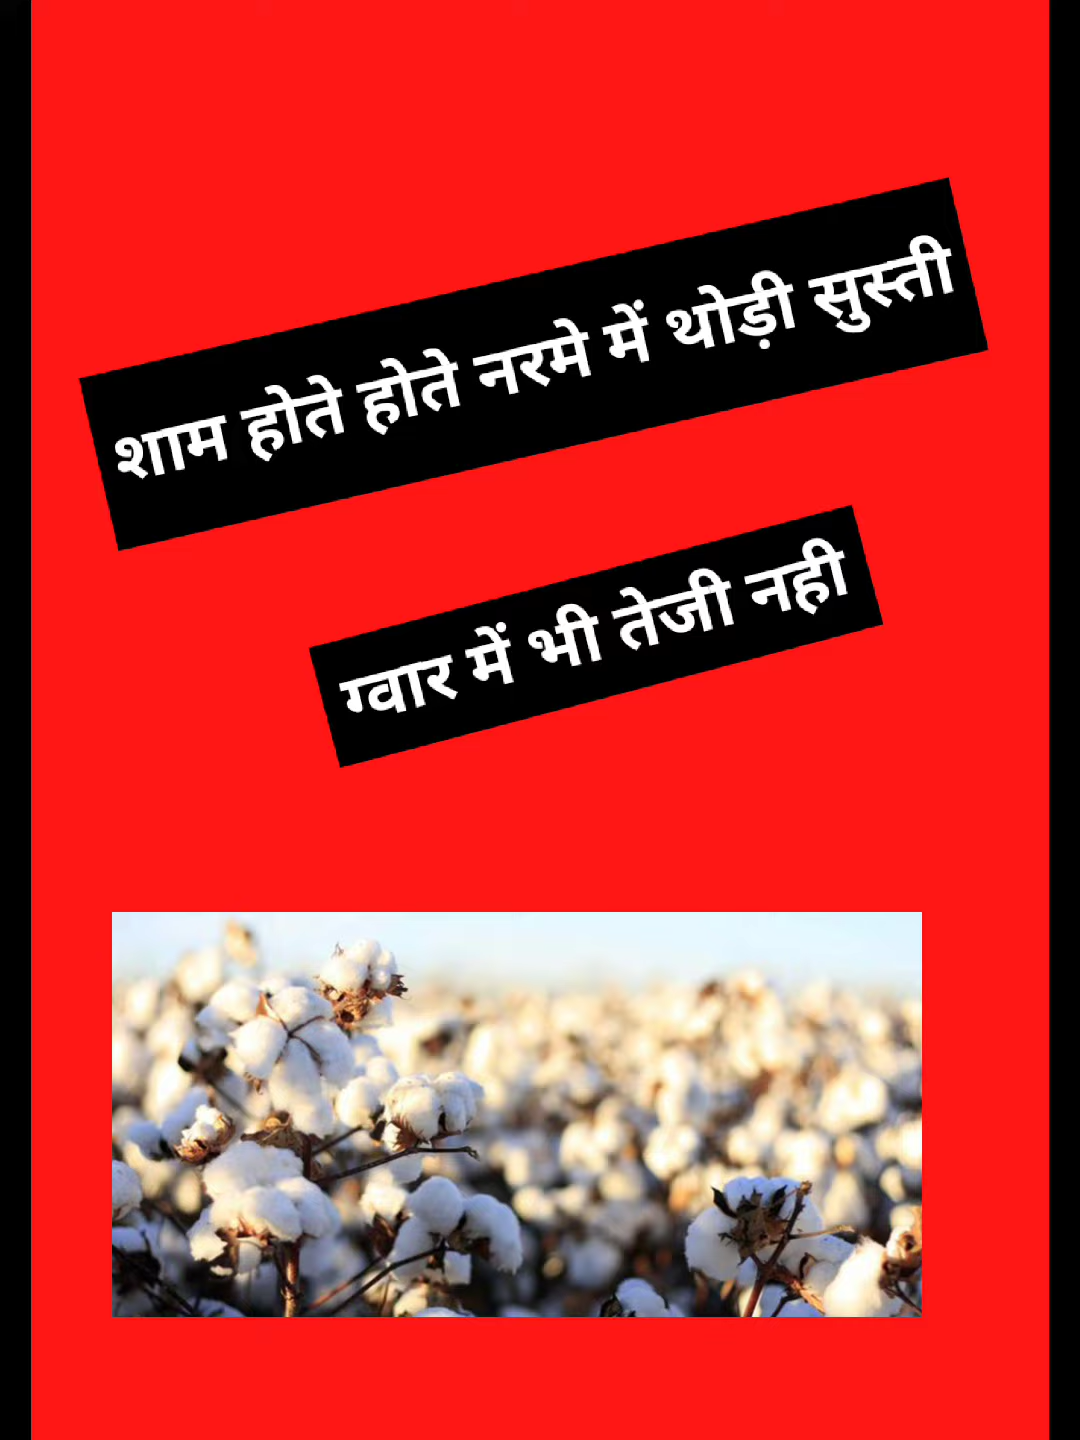 शाम होते होते नरमे में थोड़ी सुस्ती
ग्वार में भी तेजी नही